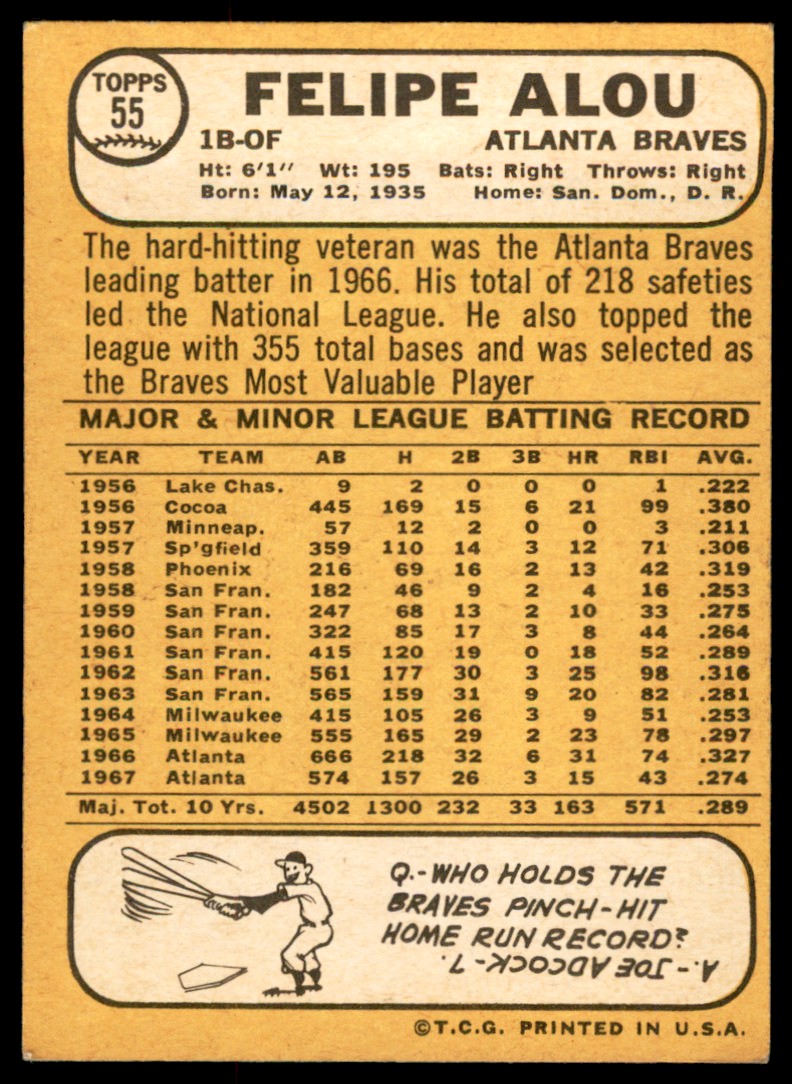 TOPPS
55
FELIPE ALOU
1B-OF ATLANTA BRAVES
Ht: 6'1" Wt: 195 Bats: Right Throws: Right
Born: May 12, 1935 Home: San. Dom., D. R.
The hard-hitting veteran was the Atlanta Braves
leading batter in 1966. His total of 218 safeties
led the National League. He also topped the
league with 355 total bases and was selected as
the Braves Most Valuable Player
MAJOR & MINOR LEAGUE BATTING RECORD
YEAR TEAM AB H 2B 3B HR RBI AVG.
1956 Lake Chas. 9 2 0 0 0 1 .222
1956 Cocoa 445 169 15 6 21 99 .380
1957 Minneap. 57 12 2 0 0 3 .211
1957 Sp'gfield 359 110 14 3 12 71 .306
1958 Phoenix 216 69 16 2 13 42 .319
1958 San Fran. 182 46 9 2 4 16 .253
1959 San Fran. 247 68 13 2 10 33 .275
1960 San Fran. 322 85 17 3 8 44 .264
1961 San Fran. 415 120 19 0 18 52 .289
1962 San Fran. 561 177 30 3 25 98 .316
1963 San Fran. 565 159 31 9 20 82 .281
1964 Milwaukee 415 105 26 3 9 51 .253
1965 Milwaukee 555 165 29 2 23 78 .297
1966 Atlanta 666 218 32 6 31 74 .327
1967 Atlanta 574 157 26 3 15 43 .274
Maj. Tot. 10 Yrs. 4502 1300 232 33 163 571 .289
Q.-WHO HOLDS THE
BRAVES PINCH-HIT
HOME RUN RECORD?
A.-JOE ADCOCK-7.
©T.C.G. PRINTED IN U.S.A.